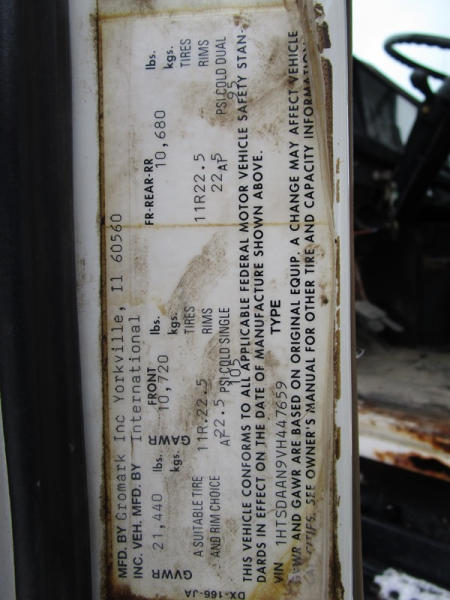 MFD. BY Gromark Inc Yorkville, Il 60560
INC. VEH. MFD. BY International
FRONT FR-REAR-RR
GVWR 21,440 lbs. GAWR 10,720 lbs. 10,680 lbs.
kgs. kgs. kgs.
A SUITABLE TIRE 11R.22.5 TIRES 11R22.5 TIRES
AND RIM CHOICE 22.5 RIMS 22.5 RIMS
AT PSI COLD SINGLE AT PSI COLD DUAL
105 95
THIS VEHICLE CONFORMS TO ALL APPLICABLE FEDERAL MOTOR VEHICLE SAFETY STAN-
DARDS IN EFFECT ON THE DATE OF MANUFACTURE SHOWN ABOVE.
VIN 1HTSDAAN9VH447659 TYPE
GVWR AND GAWR ARE BASED ON ORIGINAL EQUIP. A CHANGE MAY AFFECT VEHICLE
SEE OWNER'S MANUAL FOR OTHER TIRE AND CAPACITY INFORMATION
DX-166-JA